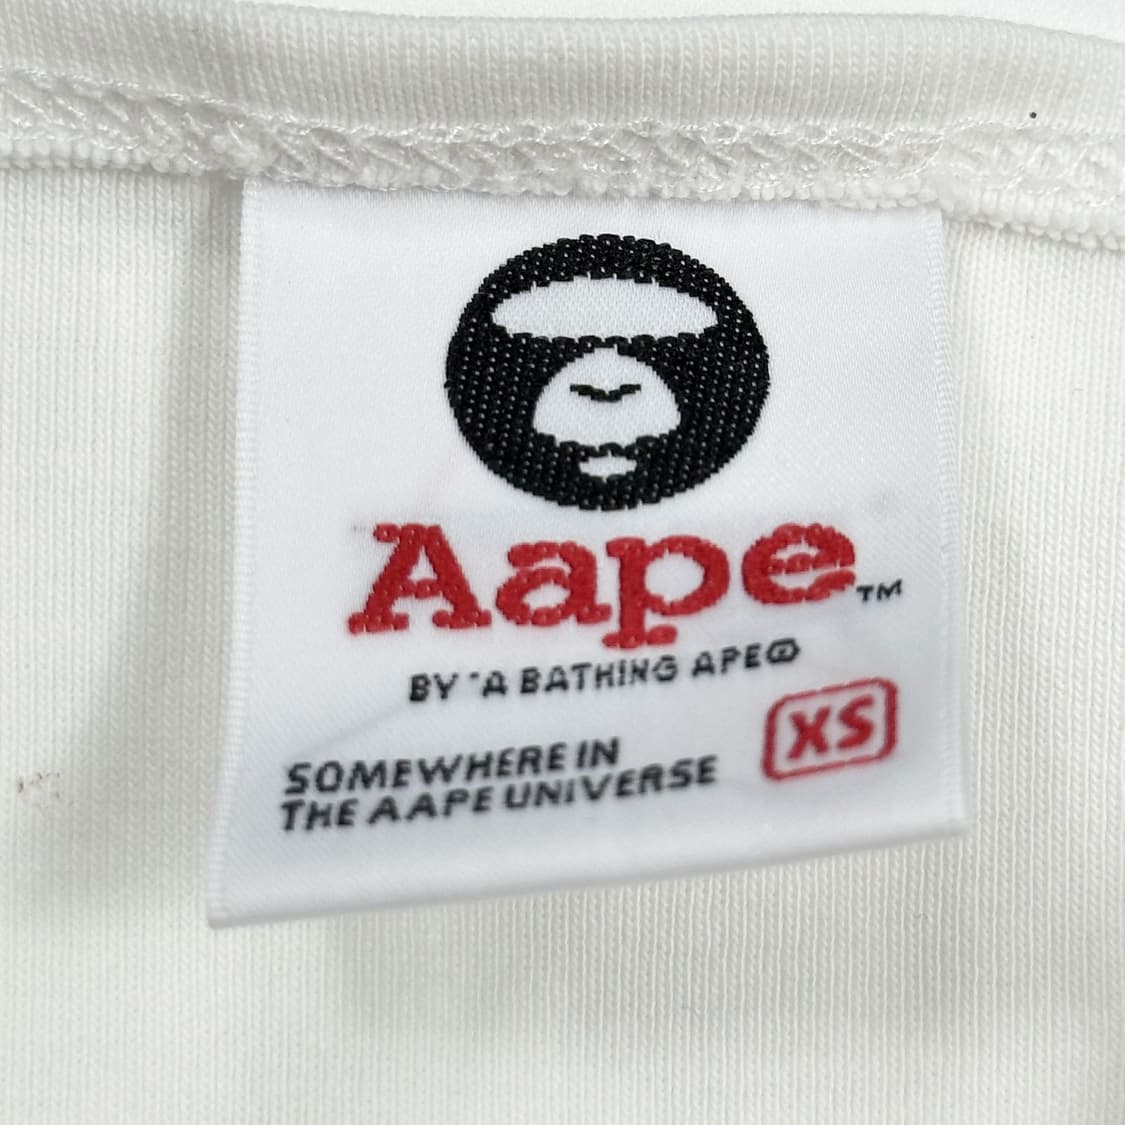 Aape™
BY *A BATHING APE®
XS
SOMEWHERE IN
THE AAPE UNIVERSE